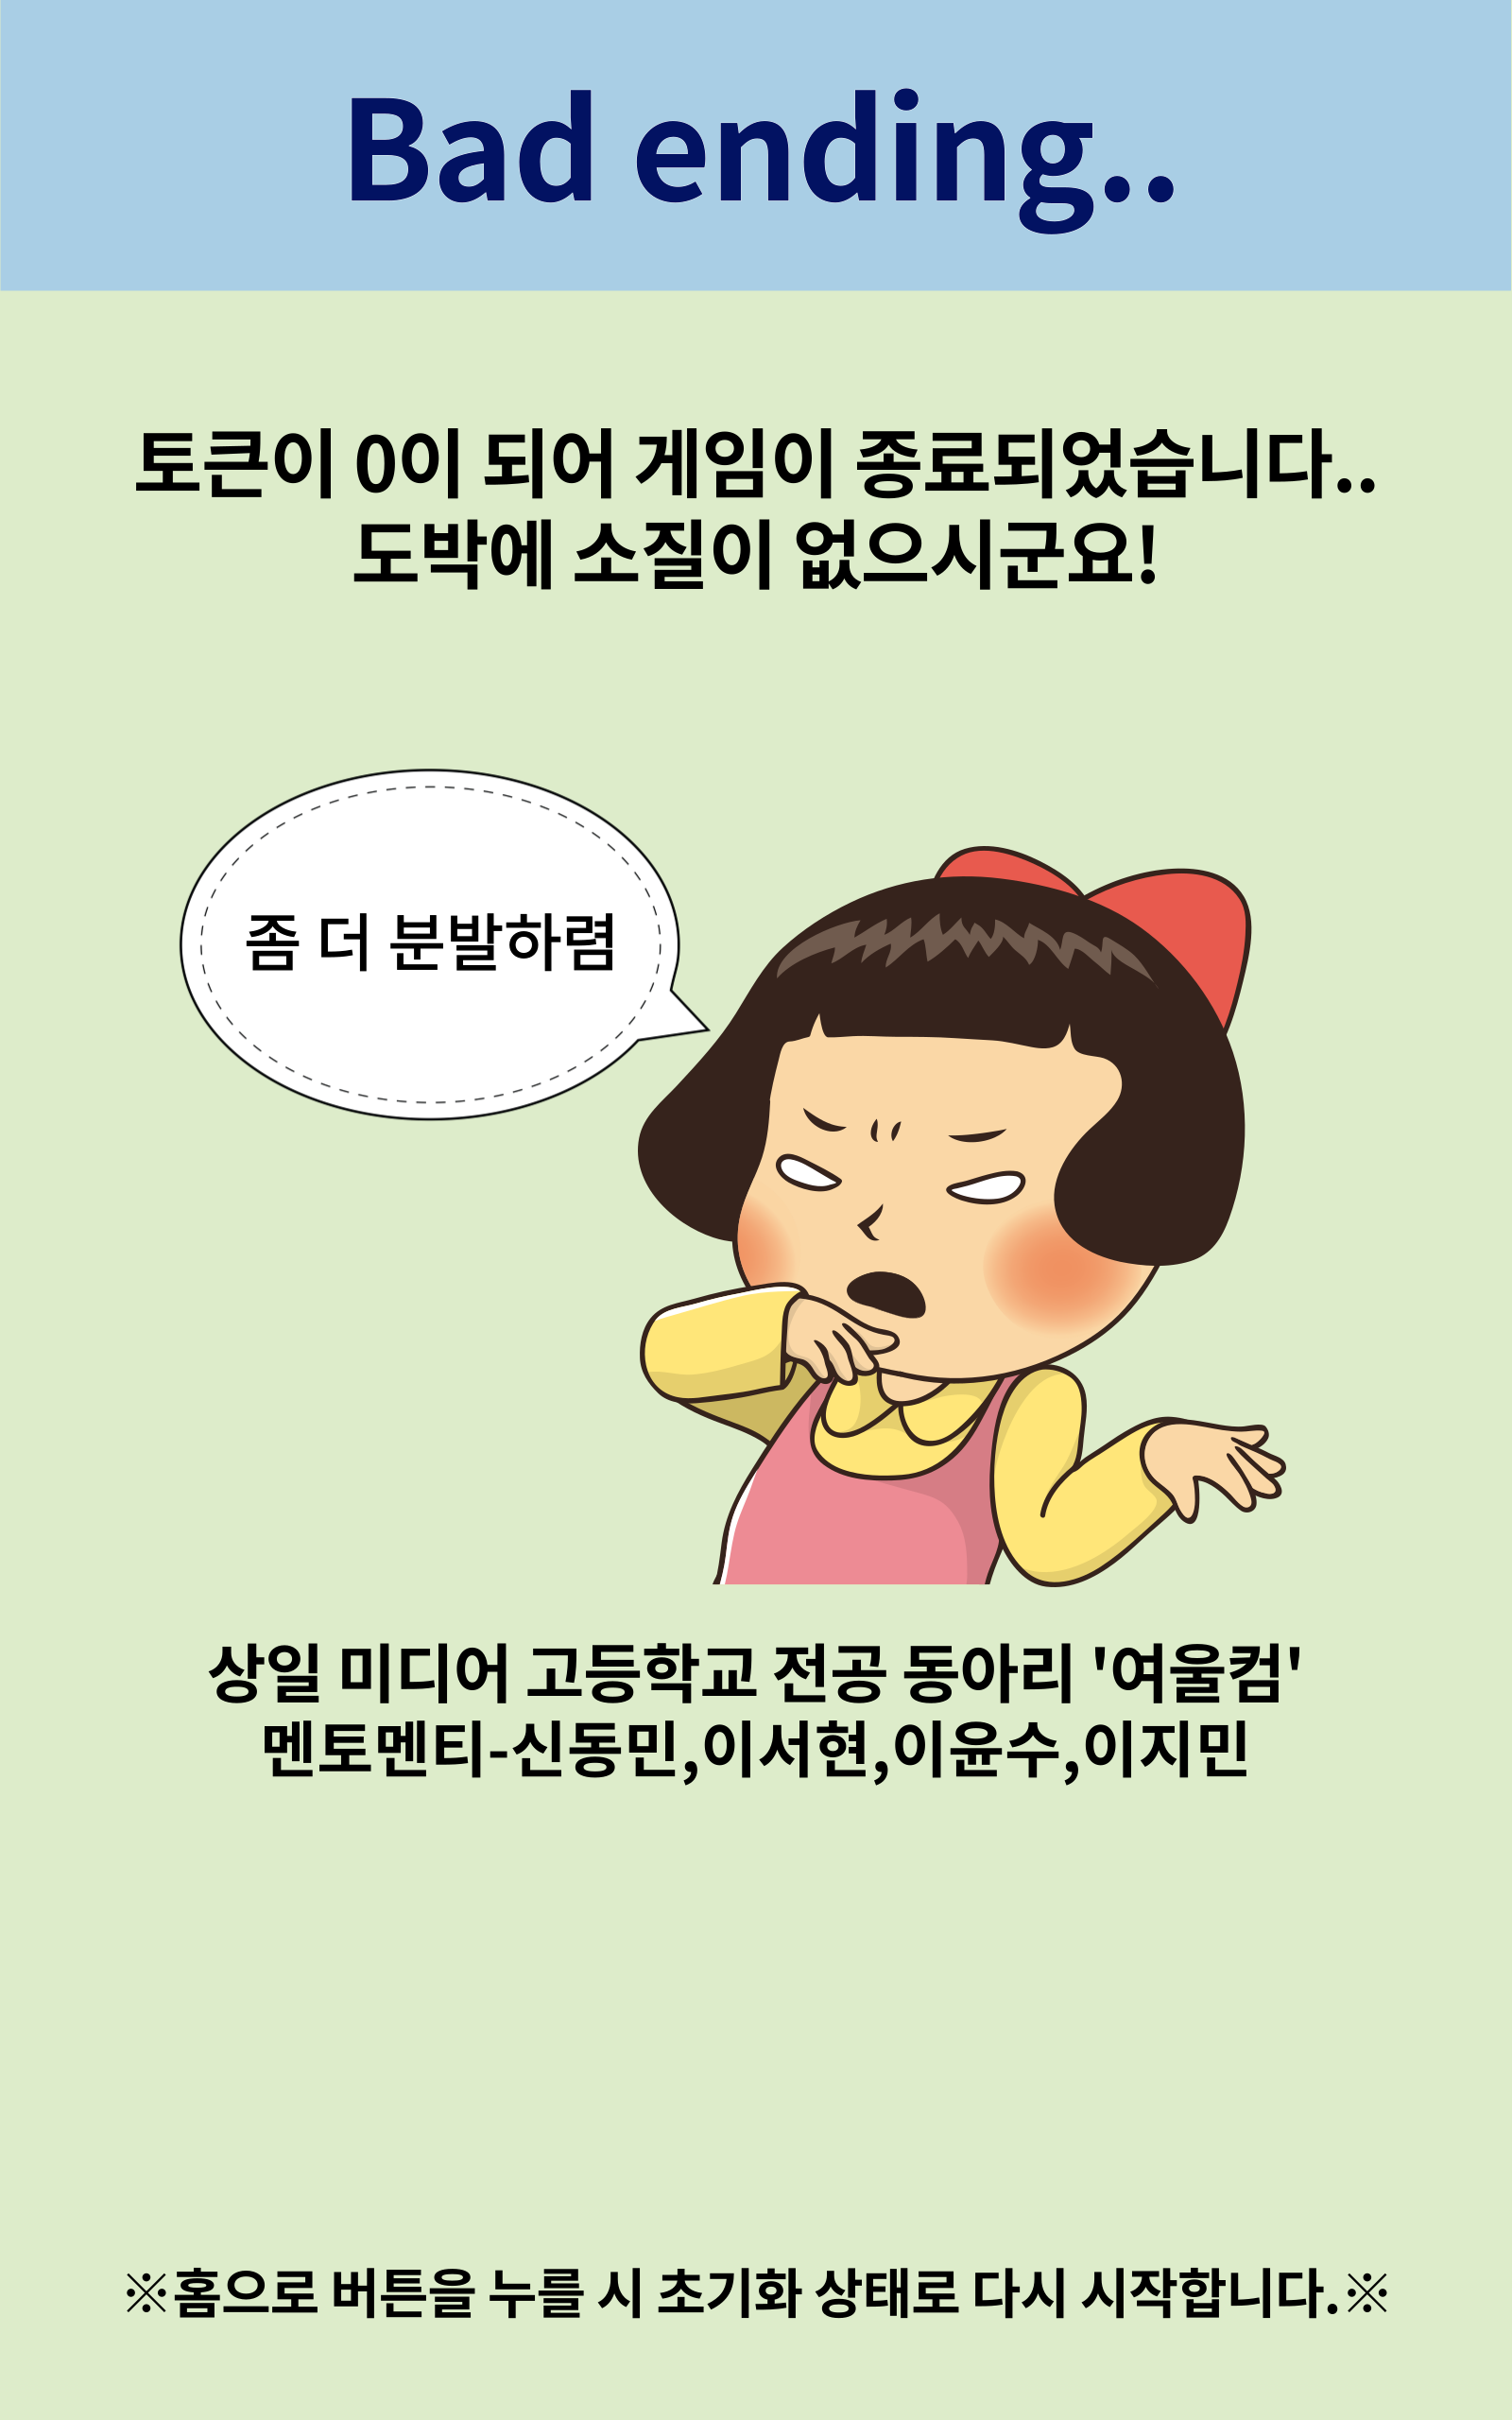 Bad ending..
토큰이 0이 되어 게임이 종료되었습니다..
도박에 소질이 없으시군요!
좀 더 분발하렴
상일 미디어 고등학교 전공 동아리 '여울컴'
멘토멘티-신동민,이서현,이윤수,이지민
※홈으로 버튼을 누를 시 초기화 상태로 다시 시작합니다.※